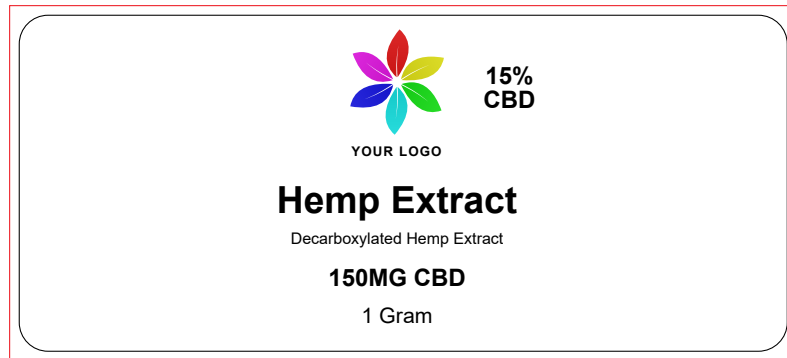 15%
CBD
YOUR LOGO
Hemp Extract
Decarboxylated Hemp Extract
150MG CBD
1 Gram